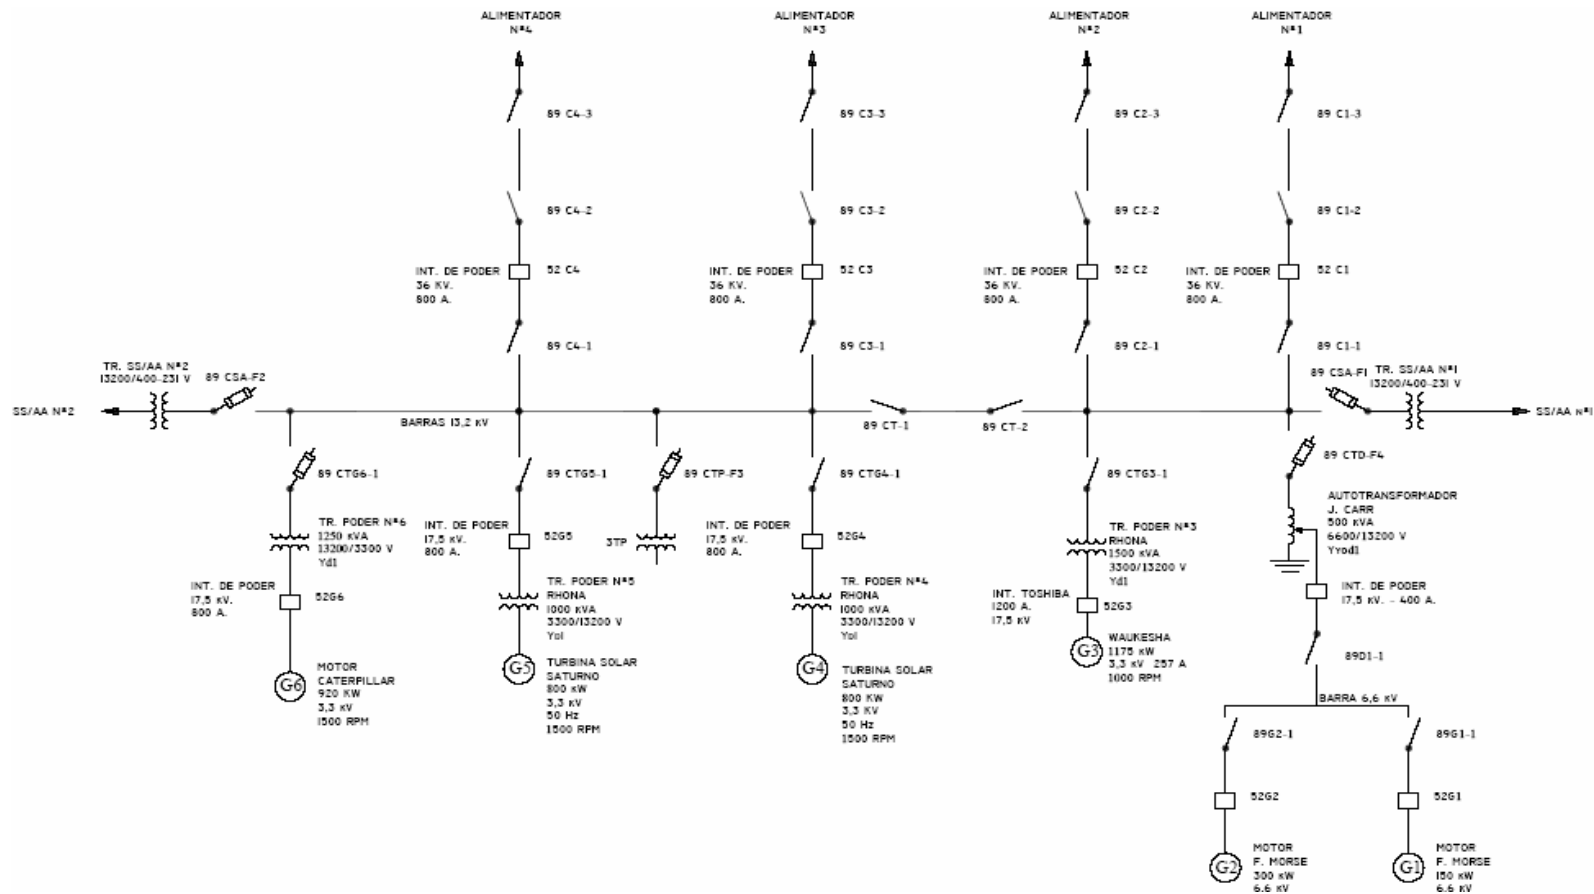 ALIMENTADOR
Nº4
ALIMENTADOR
Nº3
ALIMENTADOR
Nº2
ALIMENTADOR
Nº1
89 C4-3
89 C3-3
89 C2-3
89 C1-3
89 C4-2
89 C3-2
89 C2-2
89 C1-2
INT. DE PODER
36 KV.
800 A.
52 C4
INT. DE PODER
36 KV.
800 A.
52 C3
INT. DE PODER
36 KV.
800 A.
52 C2
INT. DE PODER
36 KV.
800 A.
52 C1
89 C4-1
89 C3-1
89 C2-1
89 C1-1
TR. SS/AA Nº2
13200/400-231 V
89 CSA-F2
SS/AA Nº2
BARRAS 13,2 KV
89 CT-1
89 CT-2
89 CSA-F1
TR. SS/AA Nº1
13200/400-231 V
SS/AA Nº1
89 CTG6-1
89 CTG5-1
89 CTP-F3
89 CTG4-1
89 CTG3-1
89 CTD-F4
TR. PODER Nº6
1250 kVA
13200/3300 V
Yd1
INT. DE PODER
17,5 KV.
800 A.
52G6
G6
MOTOR
CATERPILLAR
920 KW
3,3 KV
1500 RPM
INT. DE PODER
17,5 KV.
800 A.
52G5
TR. PODER Nº5
RHONA
1000 kVA
3300/13200 V
Yo1
G5
TURBINA SOLAR
SATURNO
800 KW
3,3 KV
50 Hz
1500 RPM
3TP
INT. DE PODER
17,5 KV.
800 A.
52G4
TR. PODER Nº4
RHONA
1000 kVA
3300/13200 V
Yo1
G4
TURBINA SOLAR
SATURNO
800 KW
3,3 KV
50 Hz
1500 RPM
TR. PODER Nº3
RHONA
1500 kVA
3300/13200 V
Yd1
INT. TOSHIBA
1200 A.
17,5 KV
52G3
G3
WAUKESHA
1175 KW
3,3 KV 257 A
1000 RPM
AUTOTRANSFORMADOR
J. CARR
500 KVA
6600/13200 V
Yyod1
INT. DE PODER
17,5 KV. - 400 A.
89D1-1
BARRA 6,6 KV
89G2-1
89G1-1
52G2
52G1
G2
MOTOR
F. MORSE
300 KW
6.6 KV
G1
MOTOR
F. MORSE
150 KW
6.6 KV